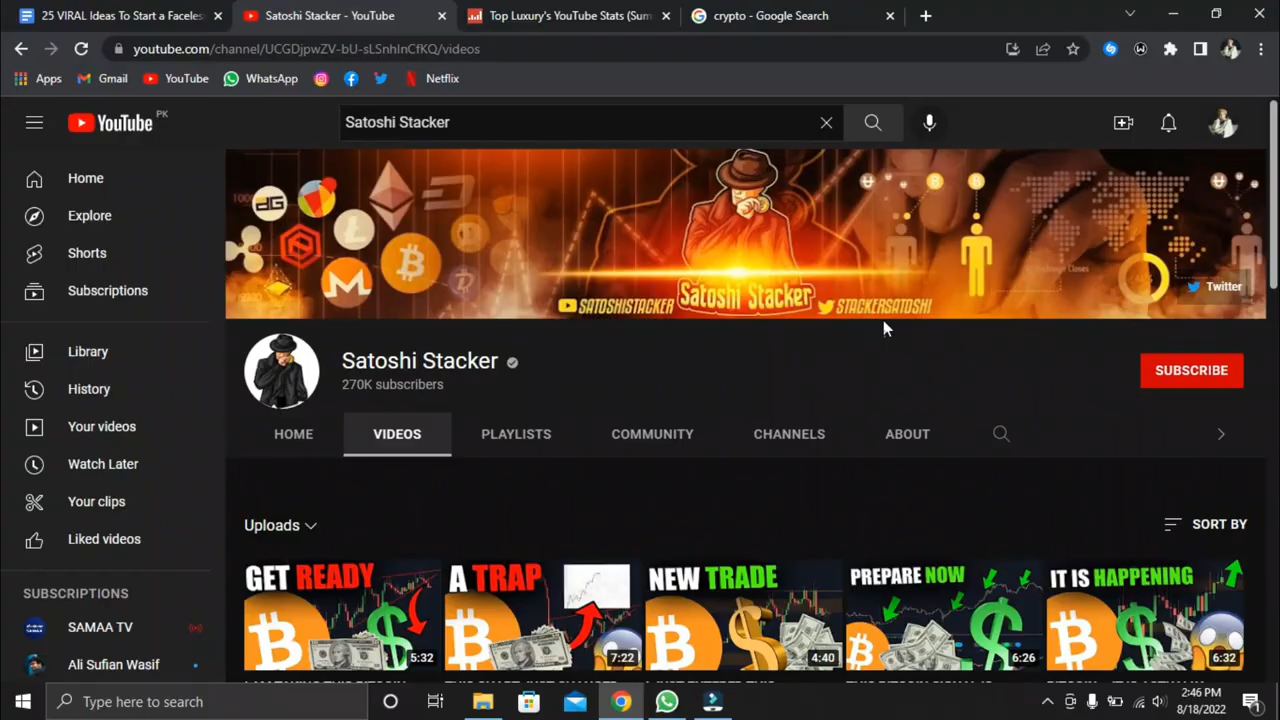 25 VIRAL Ideas To Start a Faceles
Satoshi Stacker - YouTube
Top Luxury's YouTube Stats (Sum
crypto - Google Search
youtube.com/channel/UCGDjpwZV-bU-sLSnhInCfKQ/videos
Apps
Gmail
YouTube
WhatsApp
Netflix
YouTube PK
Satoshi Stacker
Home
Explore
Shorts
Subscriptions
Library
History
Your videos
Watch Later
Your clips
Liked videos
SUBSCRIPTIONS
SAMAA TV
Ali Sufian Wasif
SATOSHISTACKER
Satoshi Stacker
STACKERSATOSHI
Twitter
Satoshi Stacker
270K subscribers
SUBSCRIBE
HOME
VIDEOS
PLAYLISTS
COMMUNITY
CHANNELS
ABOUT
Uploads
SORT BY
GET READY
5:32
A TRAP
7:22
NEW TRADE
4:40
PREPARE NOW
6:26
IT IS HAPPENING
6:32
Type here to search
2:46 PM
8/18/2022